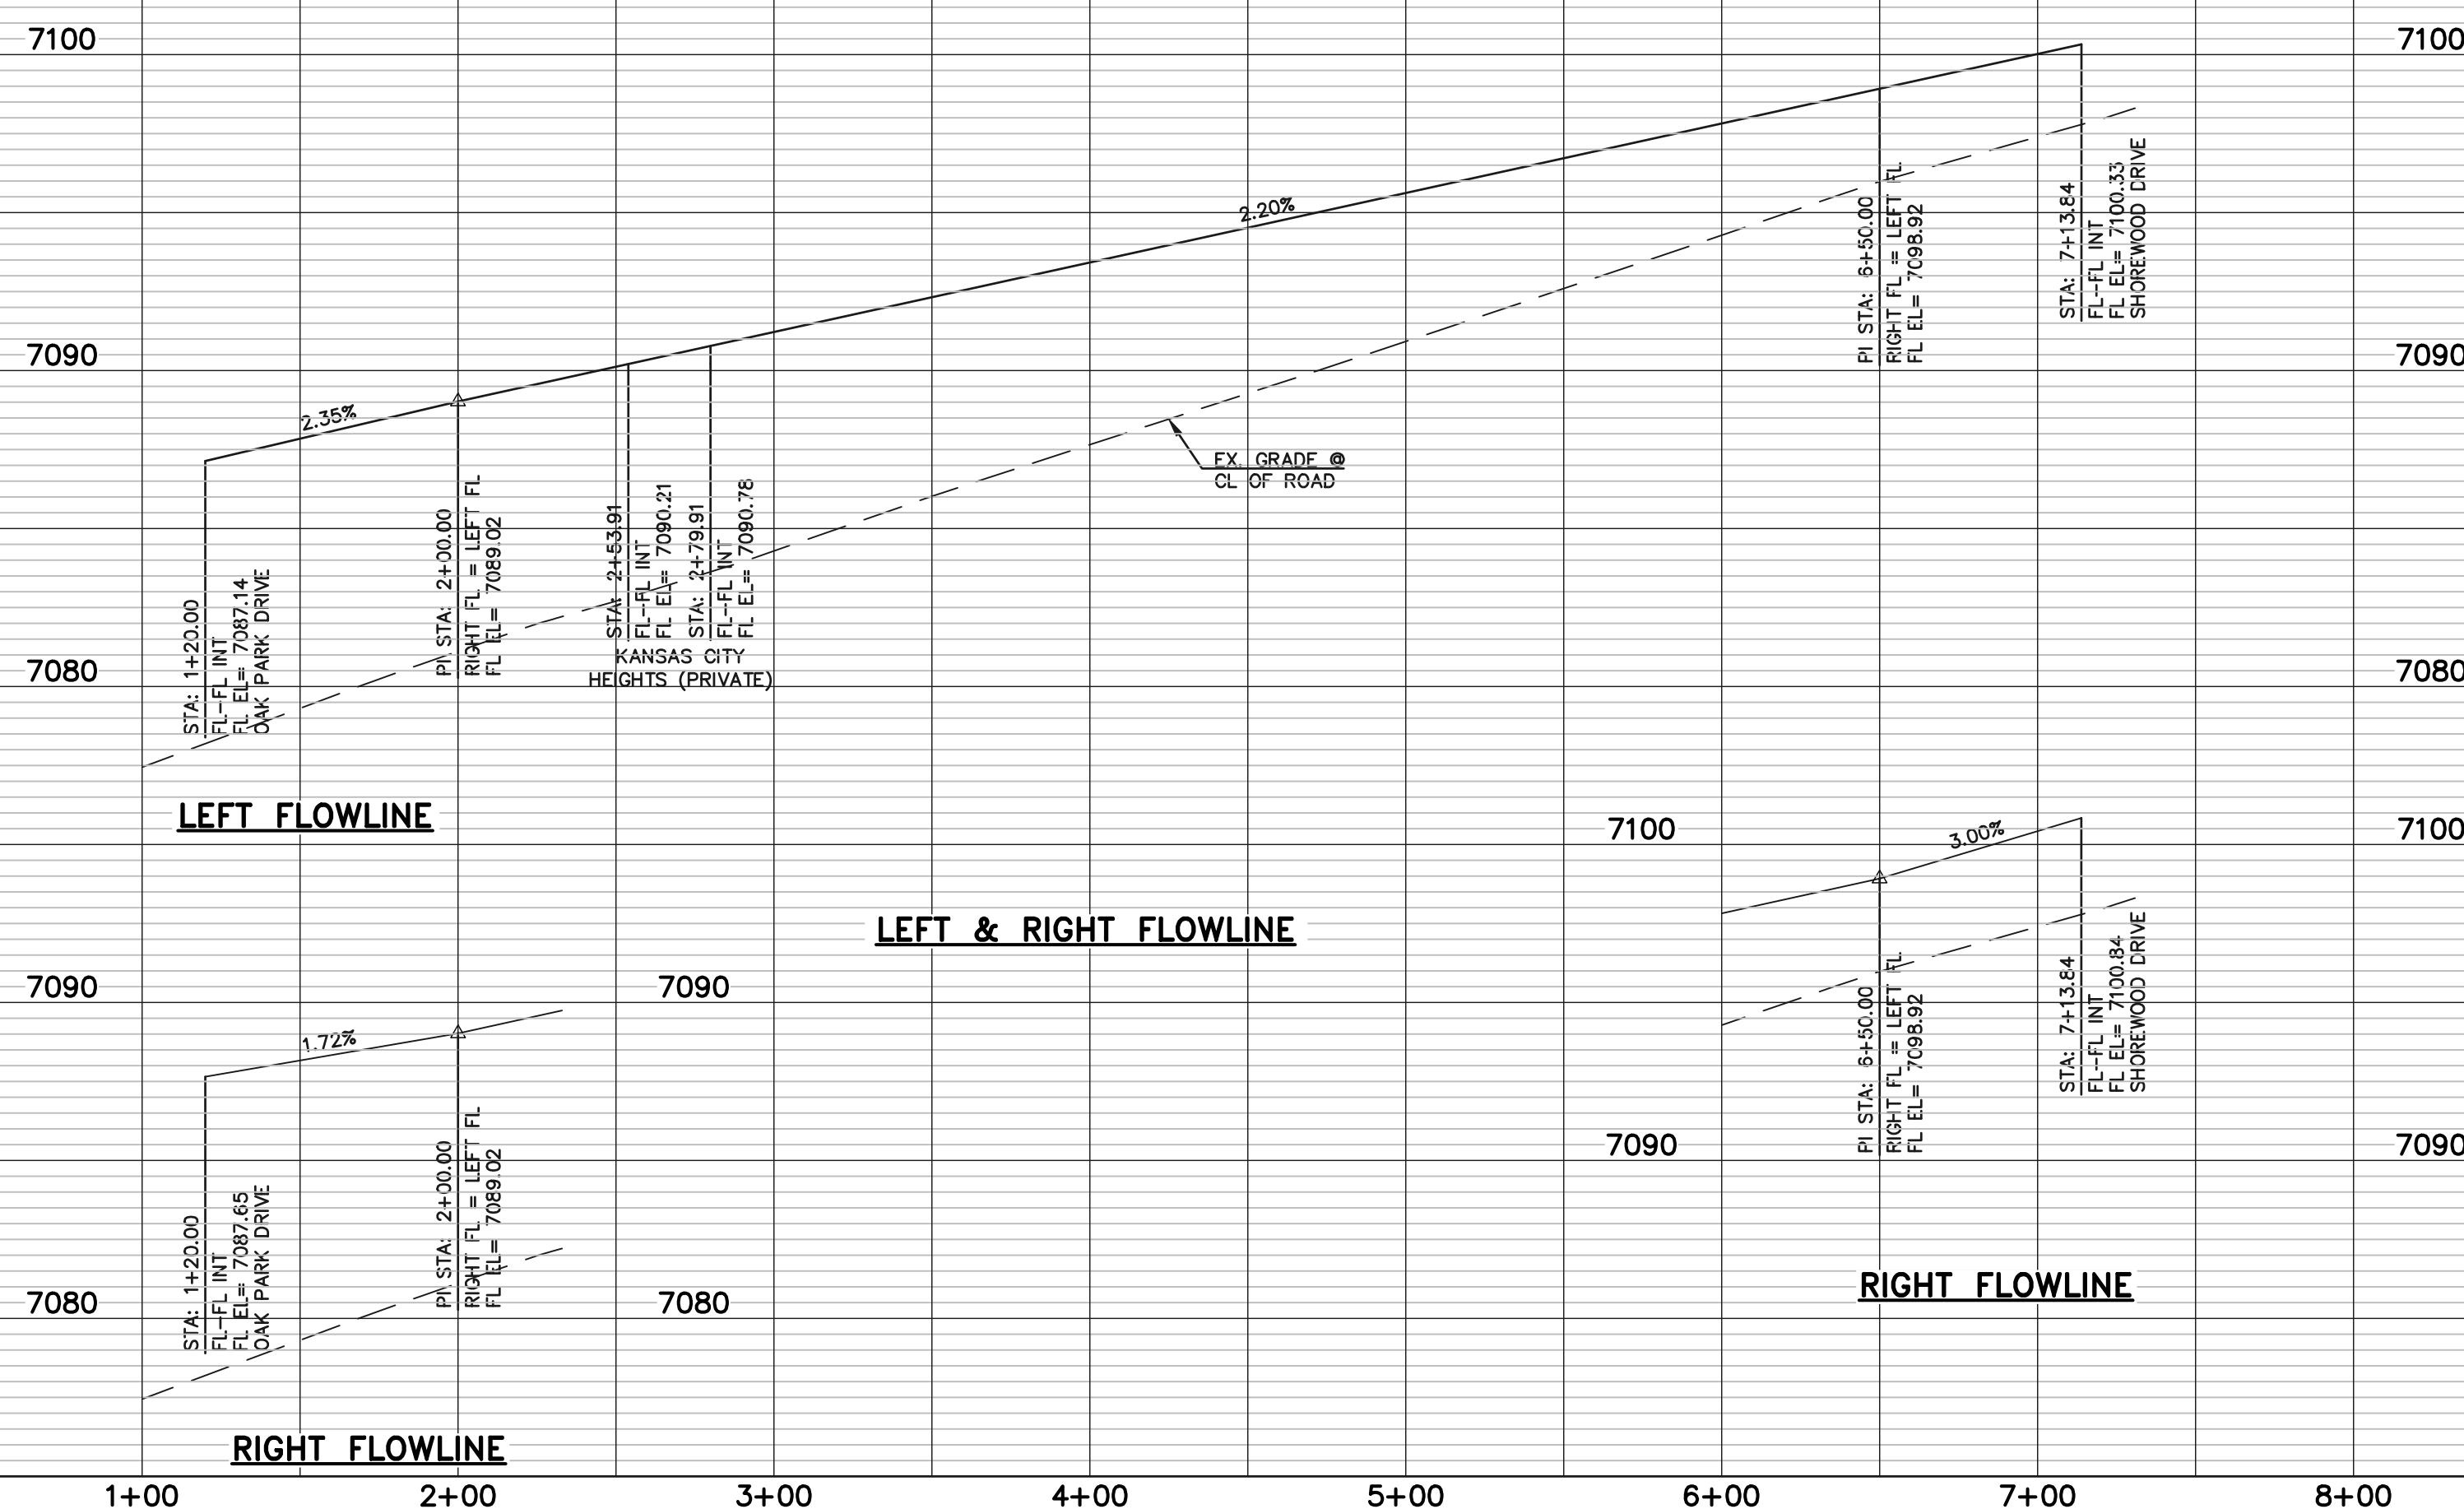 7100
7100
2.20%
PI STA: 6+50.00
RIGHT FL = LEFT FL
FL EL= 7098.92
STA: 7+13.84
FL-FL INT
FL EL= 7100.33
SHOREWOOD DRIVE
7090
7090
2.35%
EX. GRADE @
CL OF ROAD
STA: 1+20.00
FL-FL INT
FL EL= 7087.14
OAK PARK DRIVE
PI STA: 2+00.00
RIGHT FL = LEFT FL
FL EL= 7089.02
STA: 2+53.91
FL-FL INT
FL EL= 7090.21
STA: 2+79.91
FL-FL INT
FL EL= 7090.78
KANSAS CITY
HEIGHTS (PRIVATE)
7080
7080
LEFT FLOWLINE
7100
7100
3.00%
LEFT & RIGHT FLOWLINE
7090
7090
1.72%
PI STA: 6+50.00
RIGHT FL = LEFT FL
FL EL= 7098.92
STA: 7+13.84
FL-FL INT
FL EL= 7100.84
SHOREWOOD DRIVE
7090
7090
STA: 1+20.00
FL-FL INT
FL EL= 7087.65
OAK PARK DRIVE
PI STA: 2+00.00
RIGHT FL = LEFT FL
FL EL= 7089.02
7080
7080
RIGHT FLOWLINE
RIGHT FLOWLINE
1+00
2+00
3+00
4+00
5+00
6+00
7+00
8+00